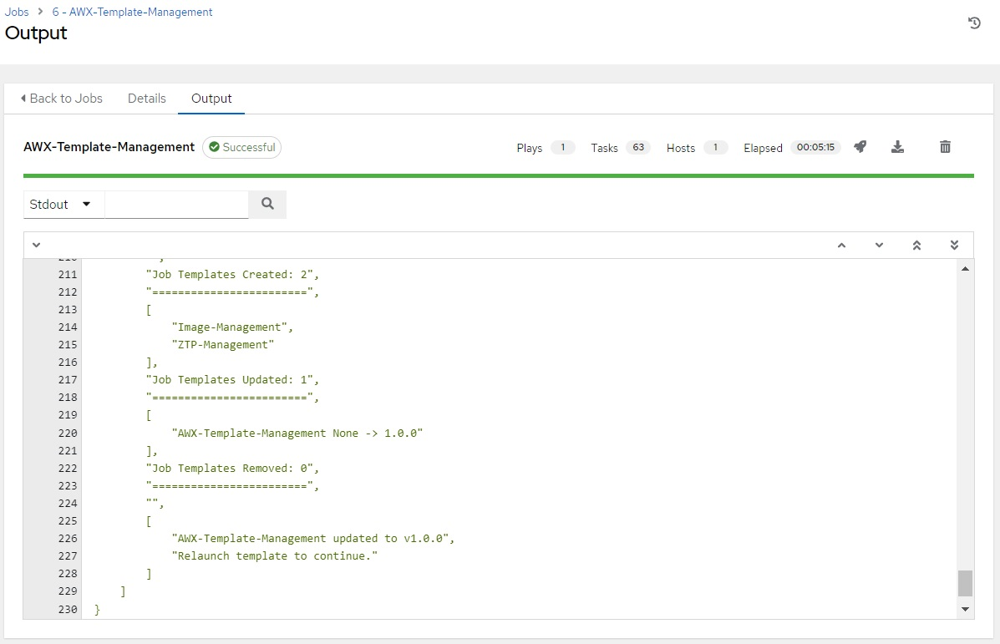 Jobs > 6 - AWX-Template-Management
Output
Back to Jobs Details Output
AWX-Template-Management Successful Plays 1 Tasks 63 Hosts 1 Elapsed 00:05:15
Stdout
211 "Job Templates Created: 2",
212 "========================",
213 [
214 "Image-Management",
215 "ZTP-Management"
216 ],
217 "Job Templates Updated: 1",
218 "========================",
219 [
220 "AWX-Template-Management None -> 1.0.0"
221 ],
222 "Job Templates Removed: 0",
223 "========================",
224 "",
225 [
226 "AWX-Template-Management updated to v1.0.0",
227 "Relaunch template to continue."
228 ]
229 ]
230 }